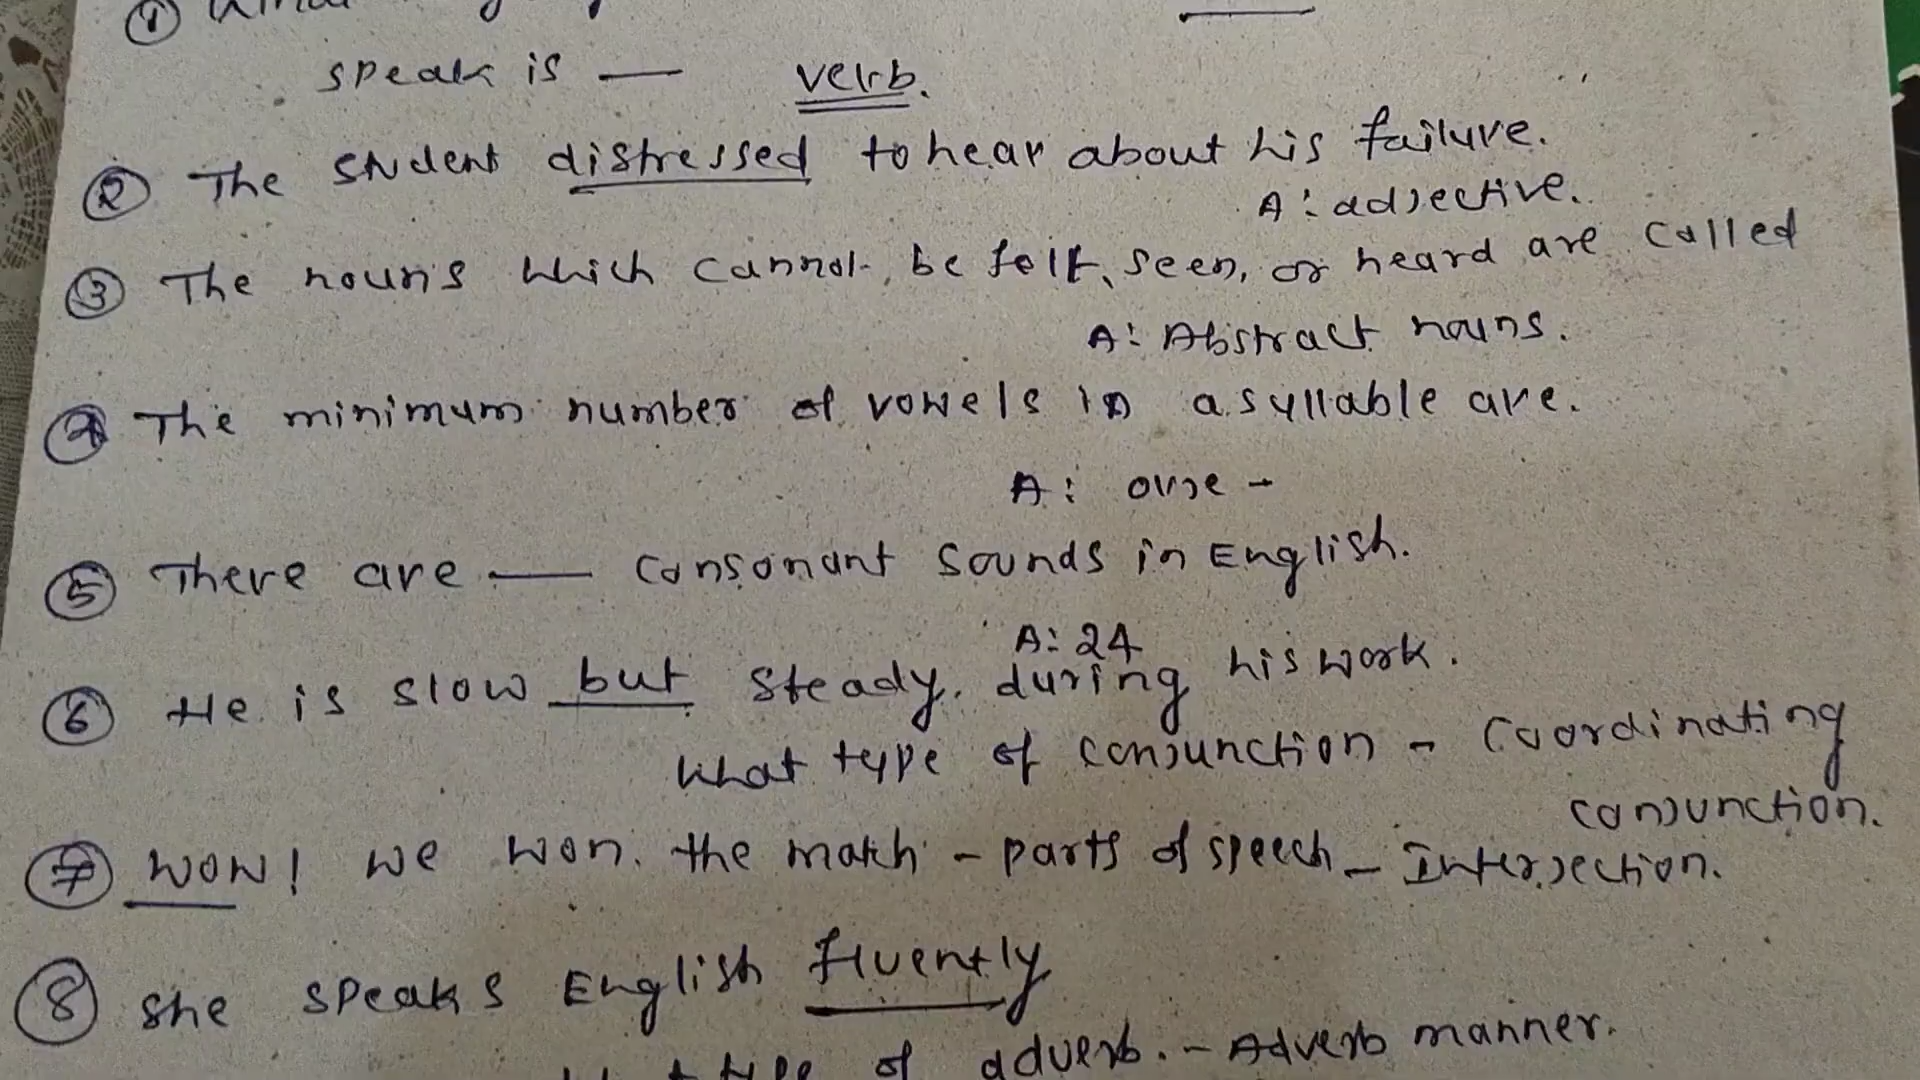 ①
speak is — verb.
② The student distressed to hear about his failure.
A: adjective.
③ The nouns which cannot be felt, seen, or heard are called
A: Abstract nouns.
④ The minimum number of vowels in a syllable are.
A: one -
⑤ There are — consonant sounds in English.
A: 24
⑥ He is slow but steady. during his work.
What type of conjunction - Coordinating
conjunction.
⑦ Wow! we won. the match - parts of speech - Interjection.
⑧ She speaks English fluently
type of adverb. - Adverb manner.